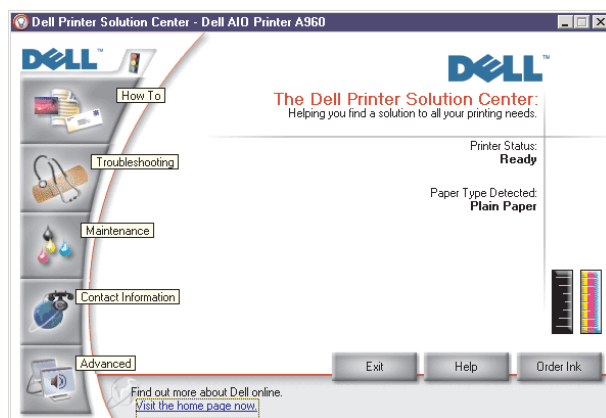 Dell Printer Solution Center - Dell AIO Printer A960
DELL™
DELL™
How To
The Dell Printer Solution Center:
Helping you find a solution to all your printing needs.
Printer Status:
Ready
Troubleshooting
Paper Type Detected:
Plain Paper
Maintenance
Contact Information
Advanced
Exit
Help
Order Ink
Find out more about Dell online.
Visit the home page now.